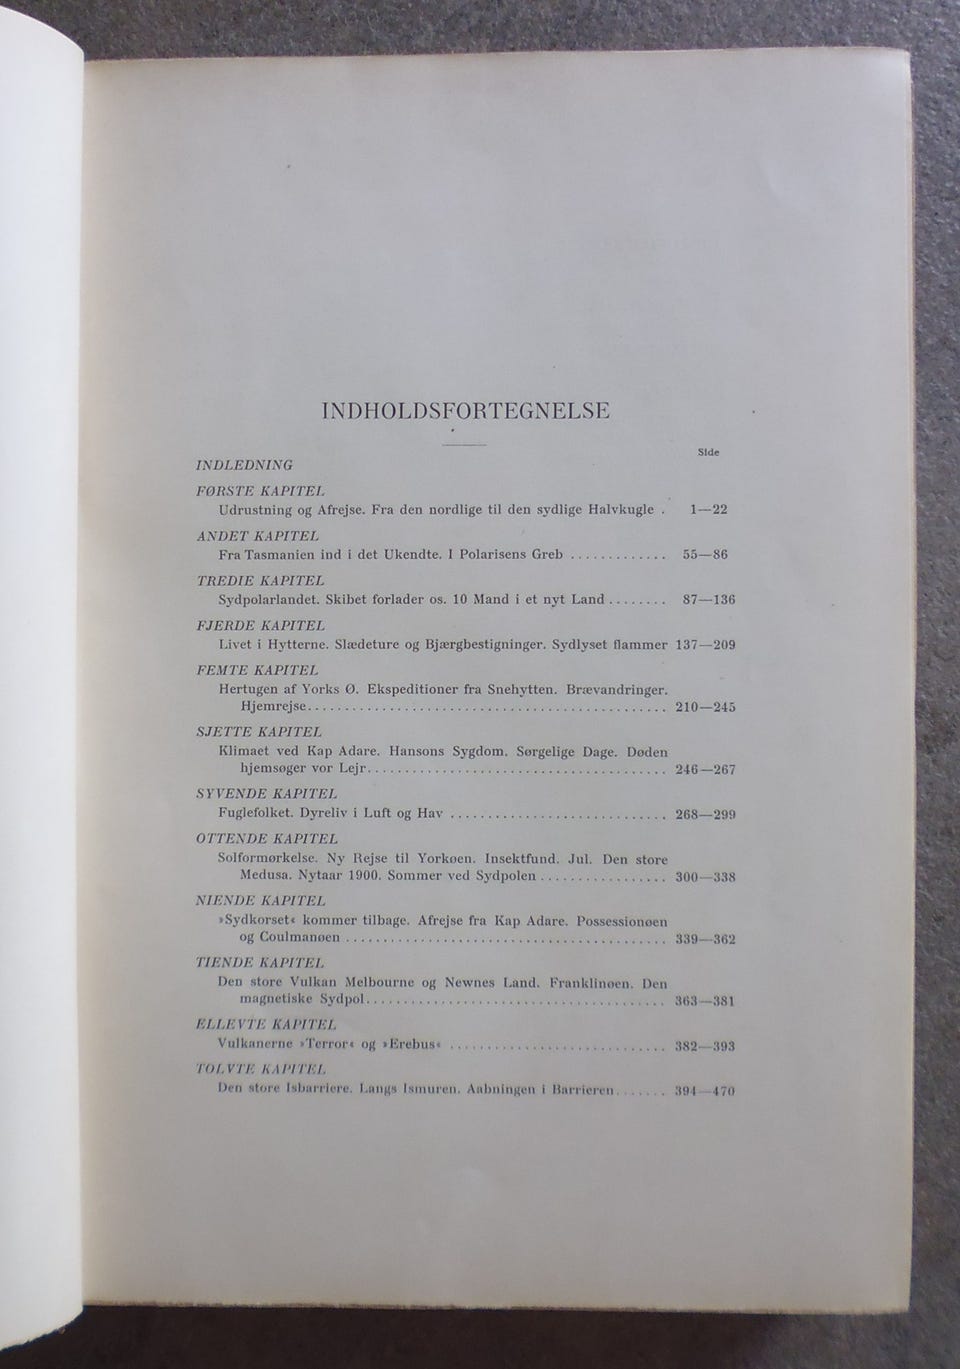 INDHOLDSFORTEGNELSE
Side
INDLEDNING
FØRSTE KAPITEL
Udrustning og Afrejse. Fra den nordlige til den sydlige Halvkugle . 1—22
ANDET KAPITEL
Fra Tasmanien ind i det Ukendte. I Polarisens Greb ............. 55—86
TREDIE KAPITEL
Sydpolarlandet. Skibet forlader os. 10 Mand i et nyt Land ........ 87—136
FJERDE KAPITEL
Livet i Hytterne. Slædeture og Bjærgbestigninger. Sydlyset flammer 137—209
FEMTE KAPITEL
Hertugen af Yorks Ø. Ekspeditioner fra Snehytten. Brævandringer.
Hjemrejse............................................... 210—245
SJETTE KAPITEL
Klimaet ved Kap Adare. Hansons Sygdom. Sørgelige Dage. Døden
hjemsøger vor Lejr....................................... 246—267
SYVENDE KAPITEL
Fuglefolket. Dyreliv i Luft og Hav ............................. 268—299
OTTENDE KAPITEL
Solformørkelse. Ny Rejse til Yorkøen. Insektfund. Jul. Den store
Medusa. Nytaar 1900. Sommer ved Sydpolen ................. 300—338
NIENDE KAPITEL
»Sydkorset« kommer tilbage. Afrejse fra Kap Adare. Possessionøen
og Coulmanøen ........................................... 339—362
TIENDE KAPITEL
Den store Vulkan Melbourne og Newnes Land. Franklinøen. Den
magnetiske Sydpol........................................ 363—381
ELLEVTE KAPITEL
Vulkanerne »Terror« og »Erebus« ............................. 382—393
TOLVTE KAPITEL
Den store Isbarriere. Langs Ismuren. Aabningen i Barrieren....... 394—470